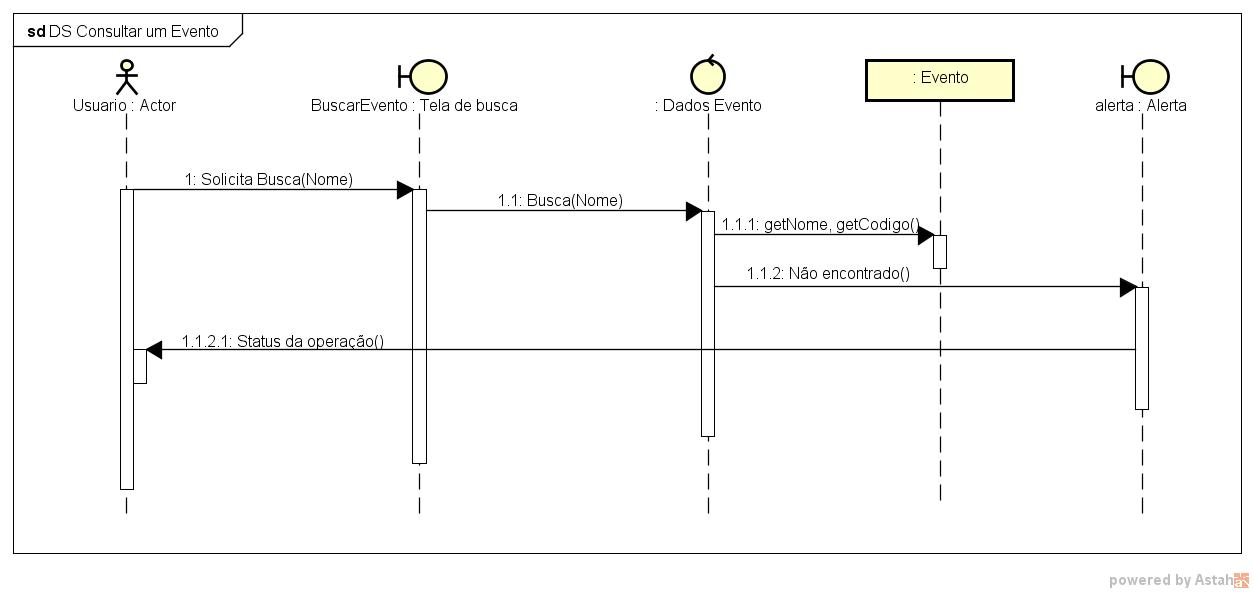 sd DS Consultar um Evento
Usuario : Actor
BuscarEvento : Tela de busca
: Dados Evento
: Evento
alerta : Alerta
1: Solicita Busca(Nome)
1.1: Busca(Nome)
1.1.1: getNome, getCodigo()
1.1.2: Não encontrado()
1.1.2.1: Status da operação()
powered by Astah